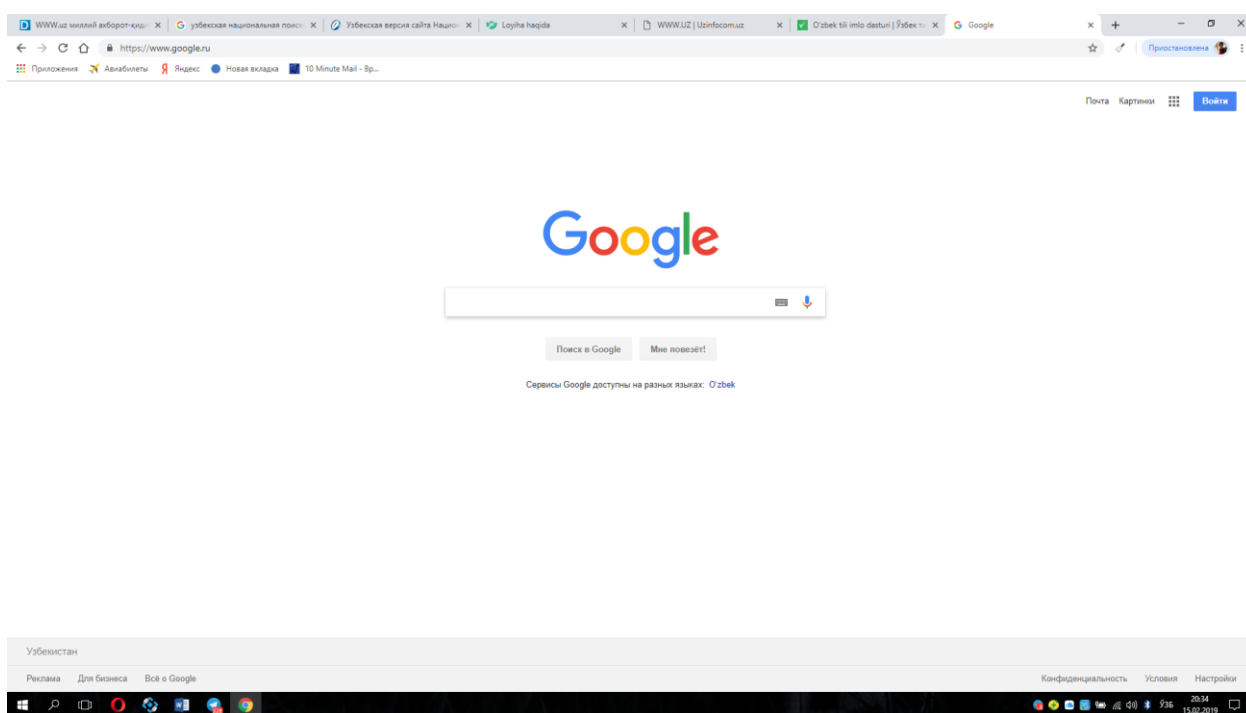 WWW.uz миллий ахборот-қиди
узбекская национальная поиск
Узбекская версия сайта Национ
Loyiha haqida
WWW.UZ | Uzinfocom.uz
O'zbek tili imlo dasturi | Ўзбек ти
Google
https://www.google.ru
Приостановлена
Приложения
Авиабилеты
Яндекс
Новая вкладка
10 Minute Mail - Вр...
Почта Картинки
Войти
Google
Поиск в Google
Мне повезёт!
Сервисы Google доступны на разных языках: O'zbek
Узбекистан
Реклама Для бизнеса Всё о Google
Конфиденциальность Условия Настройки
ЎЗБ
20:34
15.02.2019